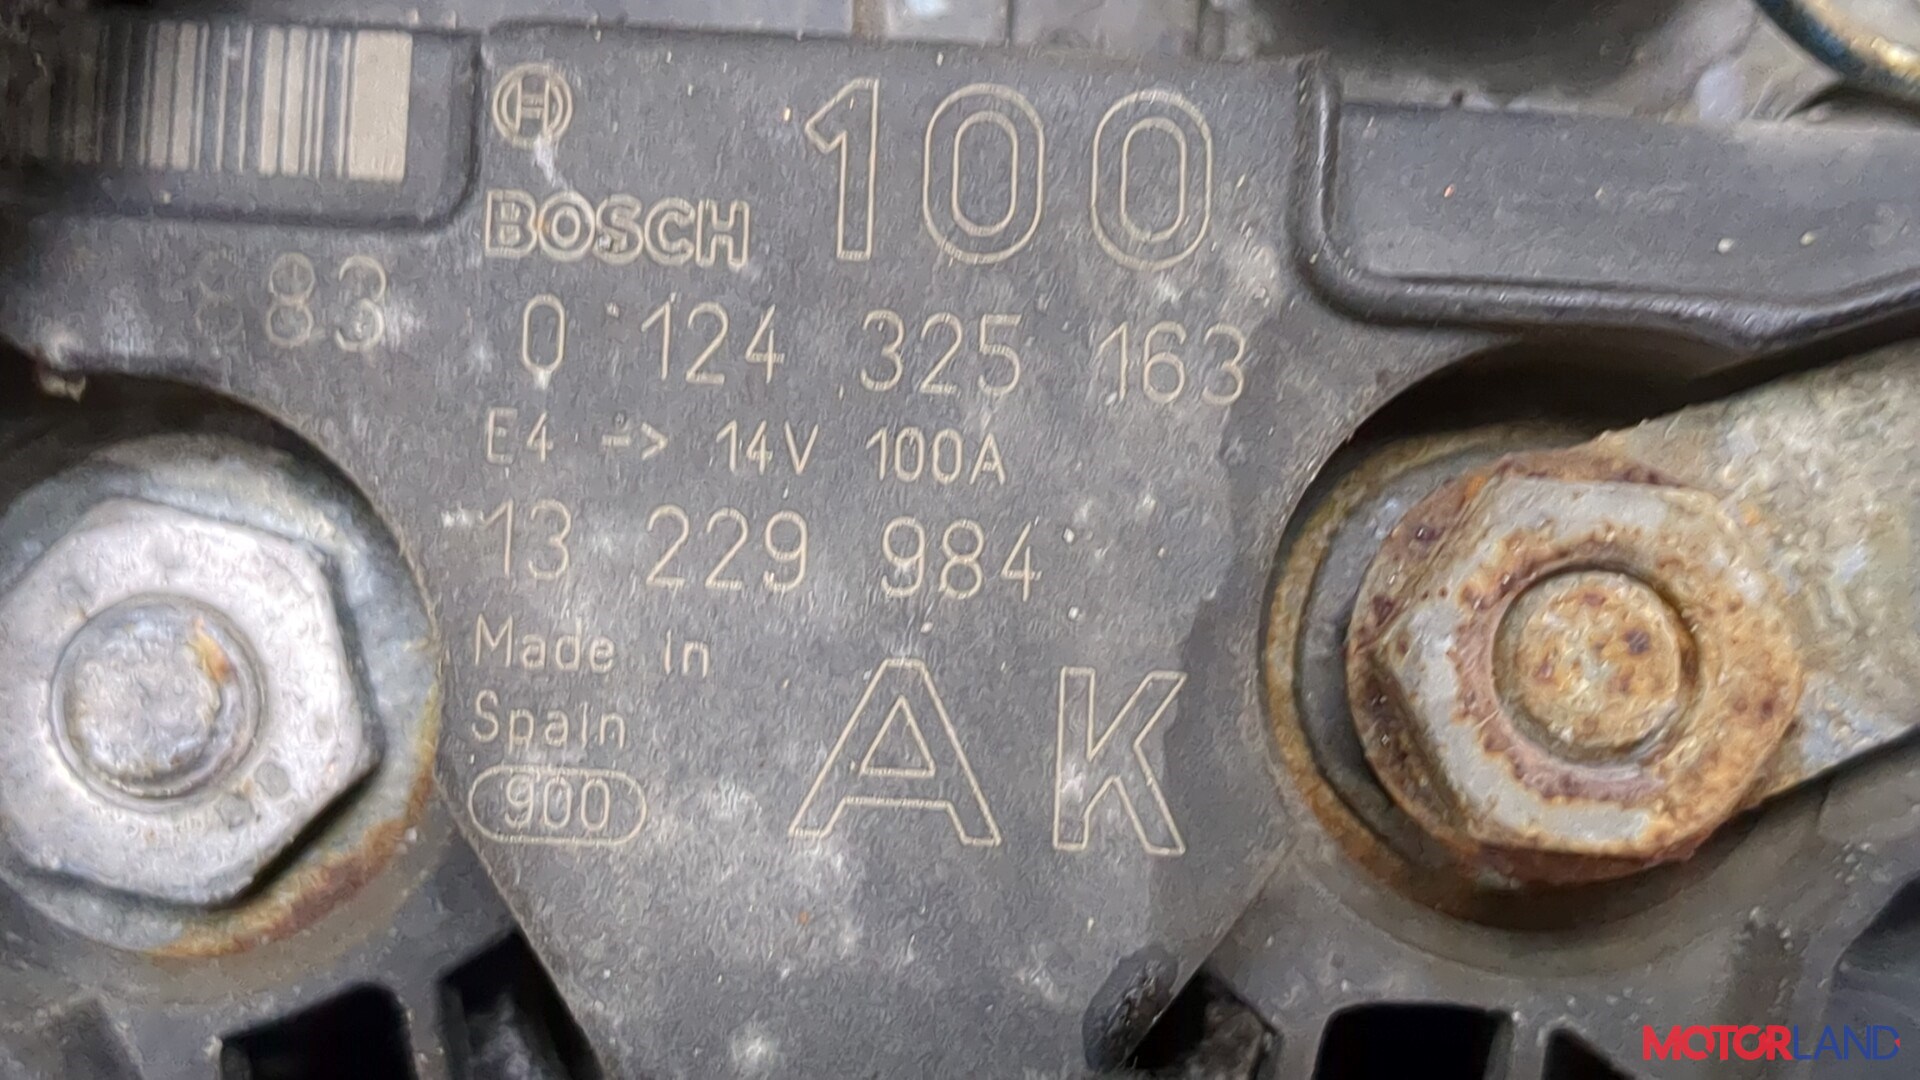 100
BOSCH
83
0 124 325 163
E4 -> 14V 100A
13 229 984
Made in
Spain
AK
900
MOTORLAND